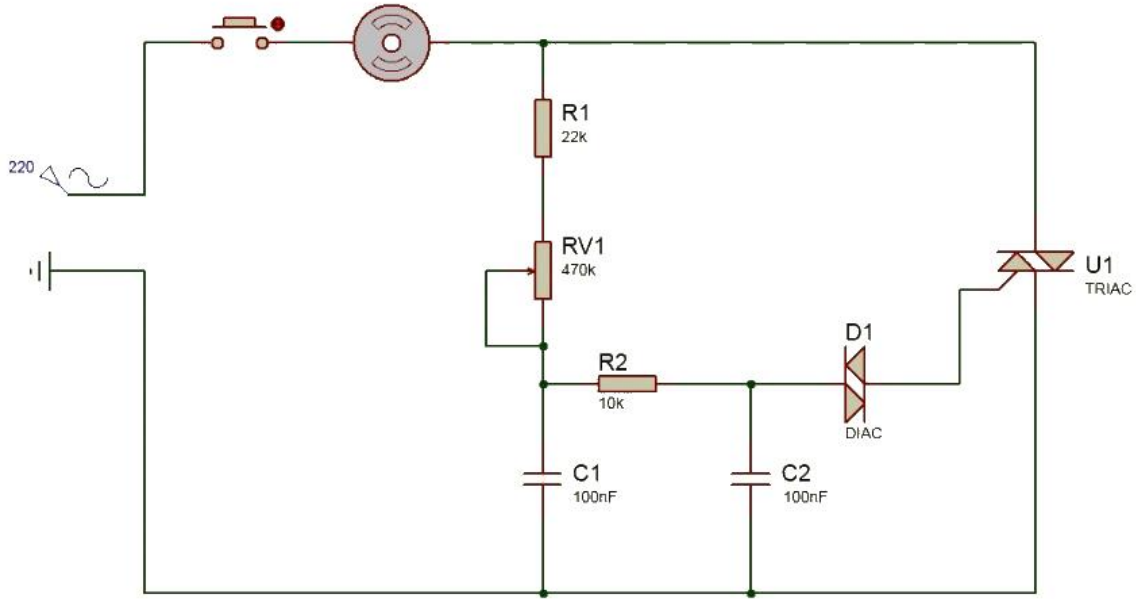 R1
22k
220
RV1
470k
U1
TRIAC
D1
R2
10k
DIAC
C1
100nF
C2
100nF